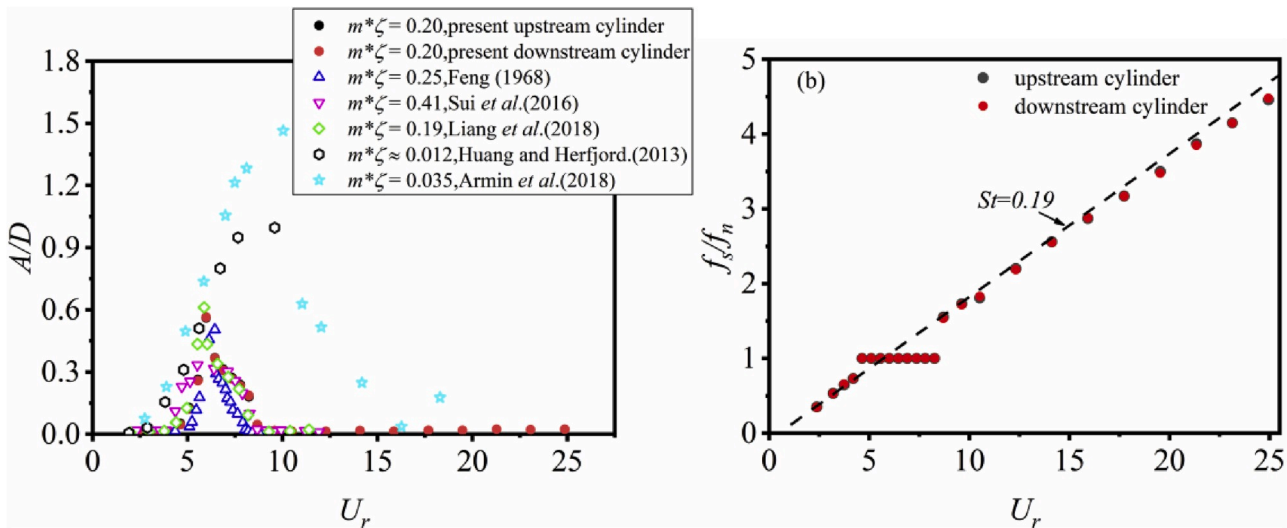 m*ζ = 0.20,present upstream cylinder
m*ζ = 0.20,present downstream cylinder
m*ζ = 0.25,Feng (1968)
m*ζ = 0.41,Sui et al.(2016)
m*ζ = 0.19,Liang et al.(2018)
m*ζ ≈ 0.012,Huang and Herfjord.(2013)
m*ζ = 0.035,Armin et al.(2018)
1.8
1.5
1.2
0.9
0.6
0.3
0.0
A/D
0 5 10 15 20 25
Ur
(b)
upstream cylinder
downstream cylinder
St=0.19
5
4
3
2
1
0
fs/fn
0 5 10 15 20 25
Ur